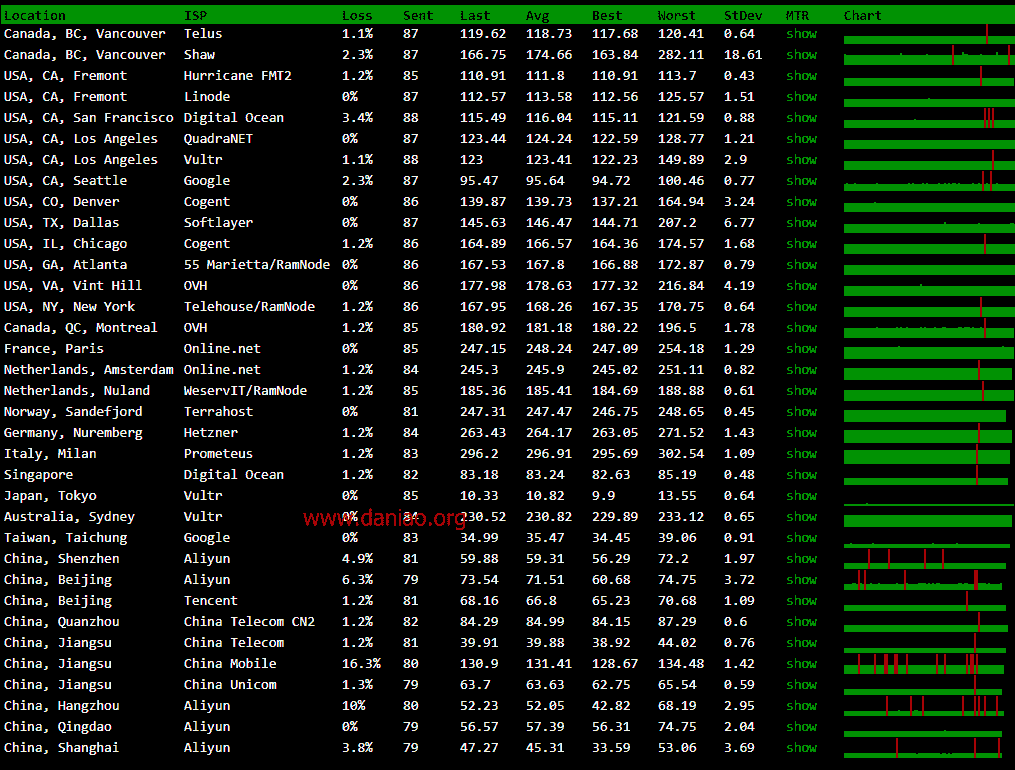 Location ISP Loss Sent Last Avg Best Worst StDev MTR Chart
Canada, BC, Vancouver Telus 1.1% 87 119.62 118.73 117.68 120.41 0.64 show
Canada, BC, Vancouver Shaw 2.3% 87 166.75 174.66 163.84 282.11 18.61 show
USA, CA, Fremont Hurricane FMT2 1.2% 85 110.91 111.8 110.91 113.7 0.43 show
USA, CA, Fremont Linode 0% 87 112.57 113.58 112.56 125.57 1.51 show
USA, CA, San Francisco Digital Ocean 3.4% 88 115.49 116.04 115.11 121.59 0.88 show
USA, CA, Los Angeles QuadraNET 0% 87 123.44 124.24 122.59 128.77 1.21 show
USA, CA, Los Angeles Vultr 1.1% 88 123 123.41 122.23 149.89 2.9 show
USA, CA, Seattle Google 2.3% 87 95.47 95.64 94.72 100.46 0.77 show
USA, CO, Denver Cogent 0% 86 139.87 139.73 137.21 164.94 3.24 show
USA, TX, Dallas Softlayer 0% 87 145.63 146.47 144.71 207.2 6.77 show
USA, IL, Chicago Cogent 1.2% 86 164.89 166.57 164.36 174.57 1.68 show
USA, GA, Atlanta 55 Marietta/RamNode 0% 86 167.53 167.8 166.88 172.87 0.79 show
USA, VA, Vint Hill OVH 0% 86 177.98 178.63 177.32 216.84 4.19 show
USA, NY, New York Telehouse/RamNode 1.2% 86 167.95 168.26 167.35 170.75 0.64 show
Canada, QC, Montreal OVH 1.2% 85 180.92 181.18 180.22 196.5 1.78 show
France, Paris Online.net 0% 85 247.15 248.24 247.09 254.18 1.29 show
Netherlands, Amsterdam Online.net 1.2% 84 245.3 245.9 245.02 251.11 0.82 show
Netherlands, Nuland WeservIT/RamNode 1.2% 85 185.36 185.41 184.69 188.88 0.61 show
Norway, Sandefjord Terrahost 0% 81 247.31 247.47 246.75 248.65 0.45 show
Germany, Nuremberg Hetzner 1.2% 84 263.43 264.17 263.05 271.52 1.43 show
Italy, Milan Prometeus 1.2% 83 296.2 296.91 295.69 302.54 1.09 show
Singapore Digital Ocean 1.2% 82 83.18 83.24 82.63 85.19 0.48 show
Japan, Tokyo Vultr 0% 85 10.33 10.82 9.9 13.55 0.64 show
Australia, Sydney Vultr 0% 84 230.52 230.82 229.89 233.12 0.65 show
www.daniao.org
Taiwan, Taichung Google 0% 83 34.99 35.47 34.45 39.06 0.91 show
China, Shenzhen Aliyun 4.9% 81 59.88 59.31 56.29 72.2 1.97 show
China, Beijing Aliyun 6.3% 79 73.54 71.51 60.68 74.75 3.72 show
China, Beijing Tencent 1.2% 81 68.16 66.8 65.23 70.68 1.09 show
China, Quanzhou China Telecom CN2 1.2% 82 84.29 84.99 84.15 87.29 0.6 show
China, Jiangsu China Telecom 1.2% 81 39.91 39.88 38.92 44.02 0.76 show
China, Jiangsu China Mobile 16.3% 80 130.9 131.41 128.67 134.48 1.42 show
China, Jiangsu China Unicom 1.3% 79 63.7 63.63 62.75 65.54 0.59 show
China, Hangzhou Aliyun 10% 80 52.23 52.05 42.82 68.19 2.95 show
China, Qingdao Aliyun 0% 79 56.57 57.39 56.31 74.75 2.04 show
China, Shanghai Aliyun 3.8% 79 47.27 45.31 33.59 53.06 3.69 show